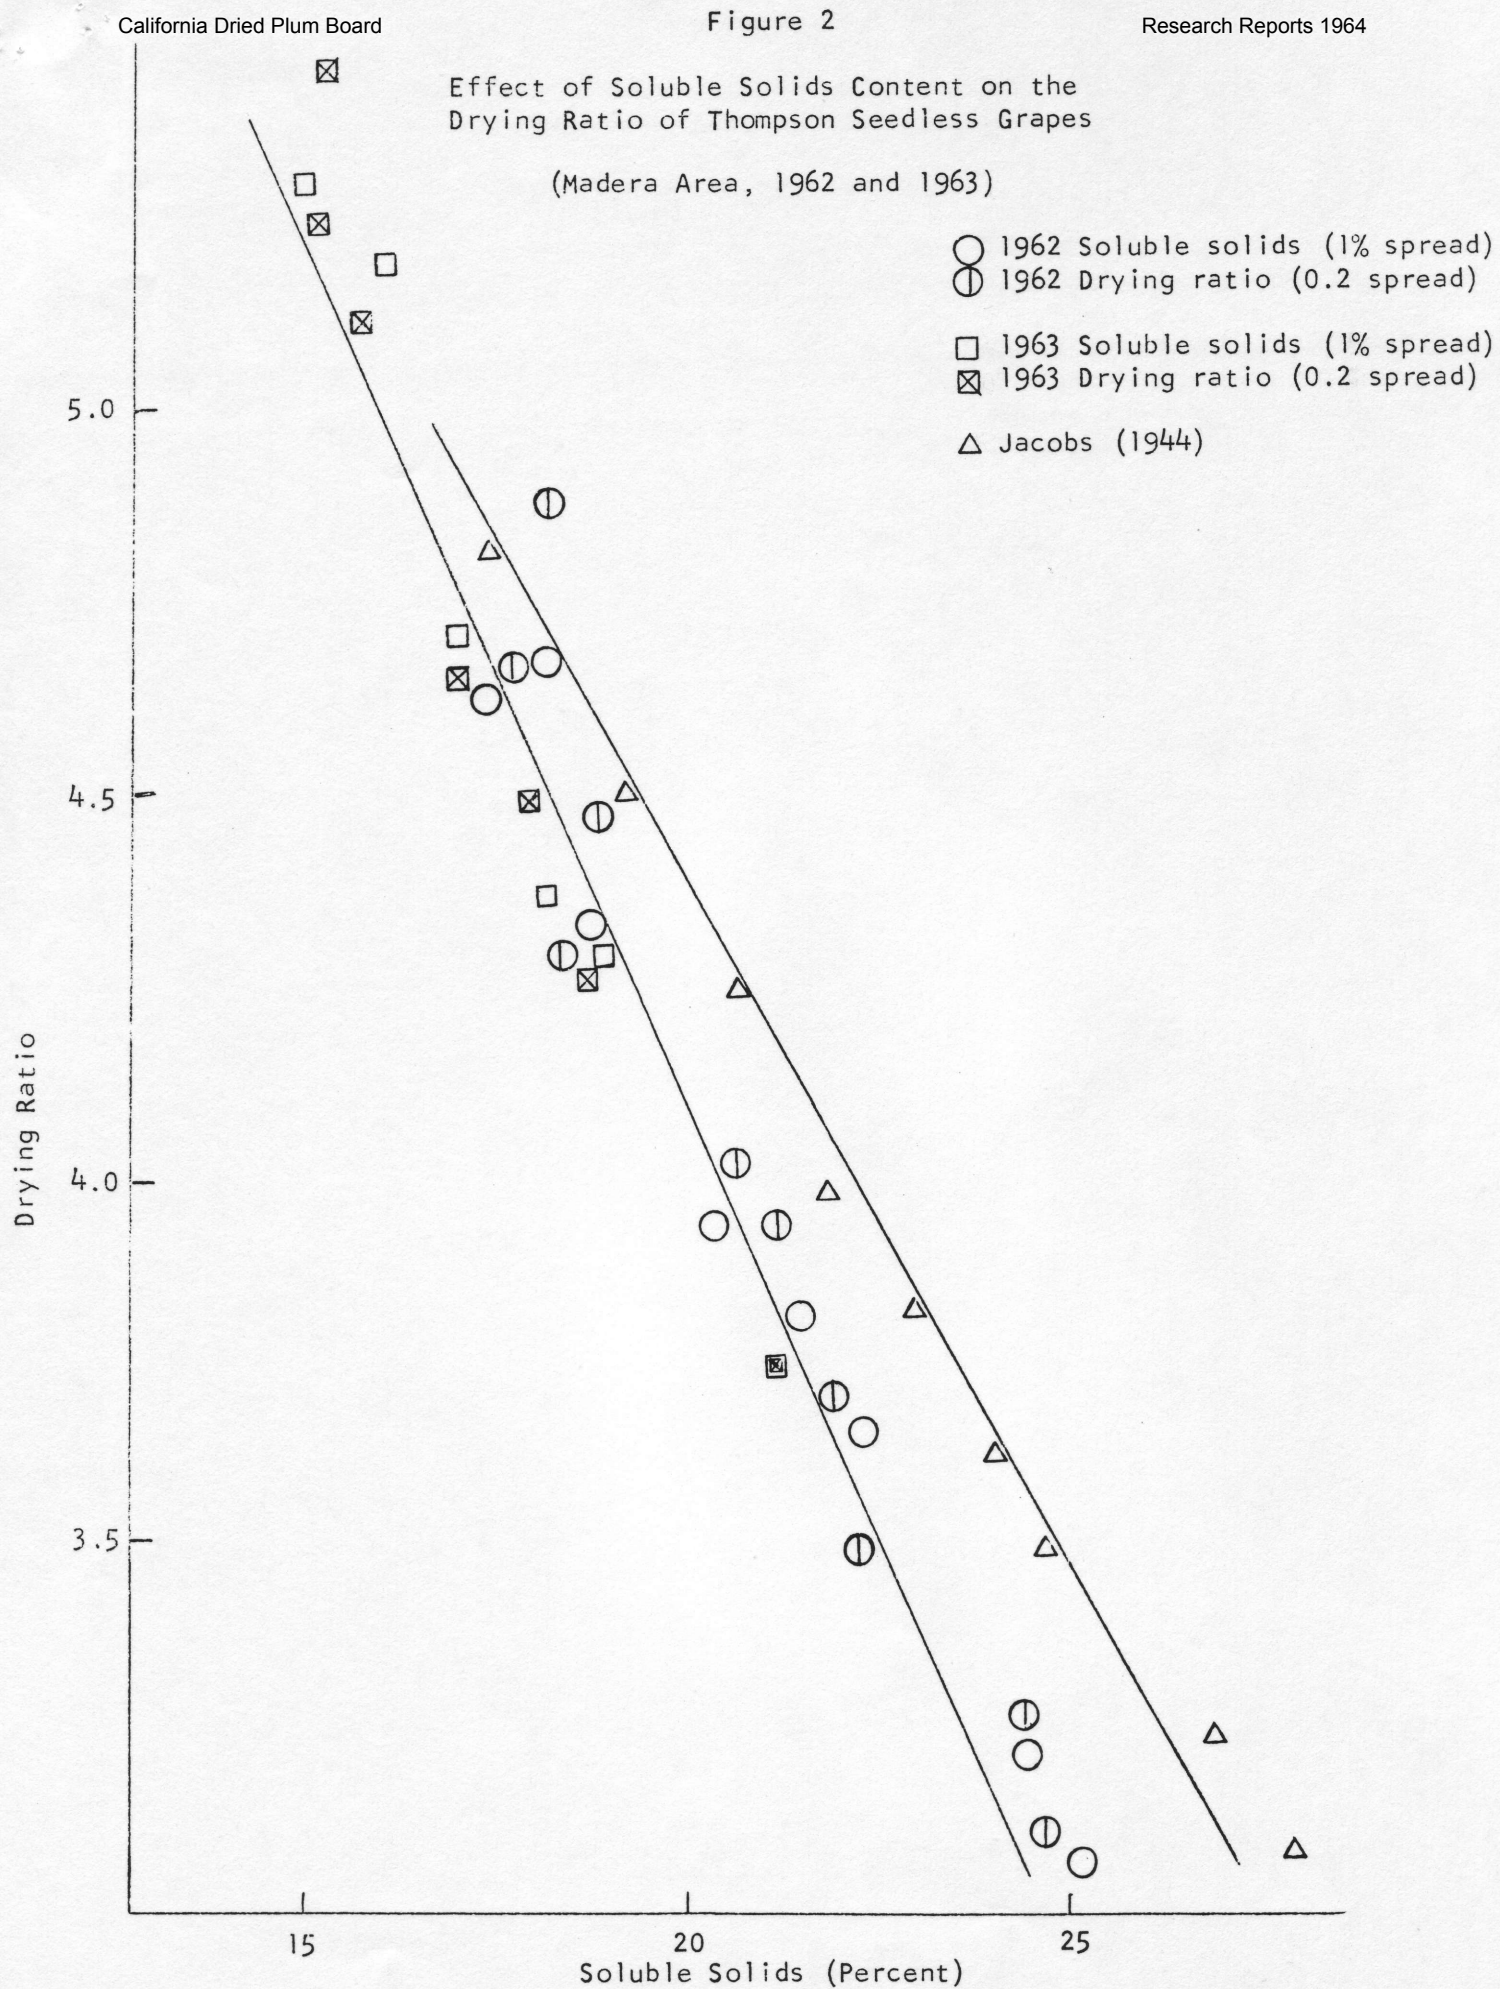 California Dried Plum Board
Figure 2
Research Reports 1964
Effect of Soluble Solids Content on the
Drying Ratio of Thompson Seedless Grapes
(Madera Area, 1962 and 1963)
1962 Soluble solids (1% spread)
1962 Drying ratio (0.2 spread)
1963 Soluble solids (1% spread)
1963 Drying ratio (0.2 spread)
Jacobs (1944)
5.0
4.5
4.0
3.5
Drying Ratio
15
20
25
Soluble Solids (Percent)